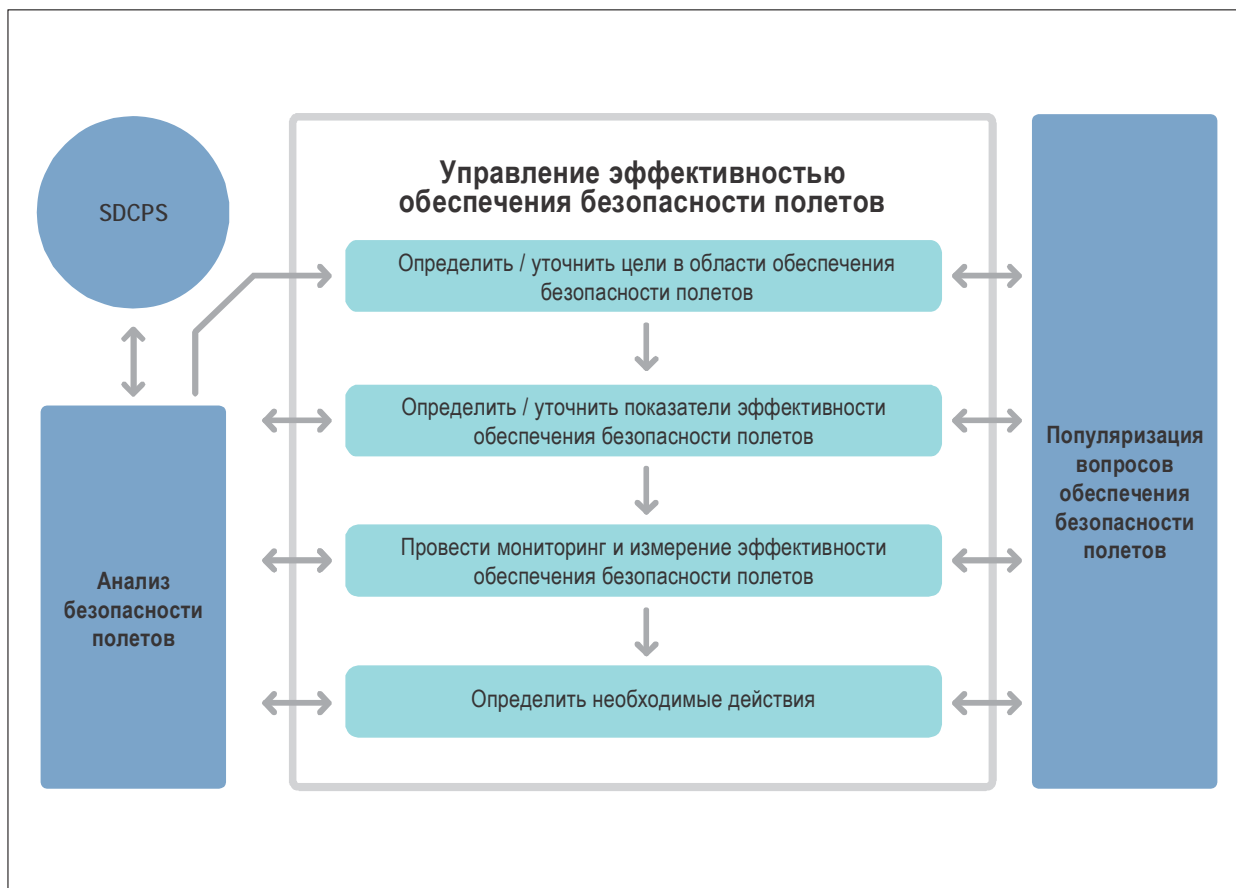 SDCPS
Управление эффективностью
обеспечения безопасности полетов
Определить / уточнить цели в области обеспечения
безопасности полетов
Определить / уточнить показатели эффективности
обеспечения безопасности полетов
Провести мониторинг и измерение эффективности
обеспечения безопасности полетов
Определить необходимые действия
Анализ
безопасности
полетов
Популяризация
вопросов
обеспечения
безопасности
полетов